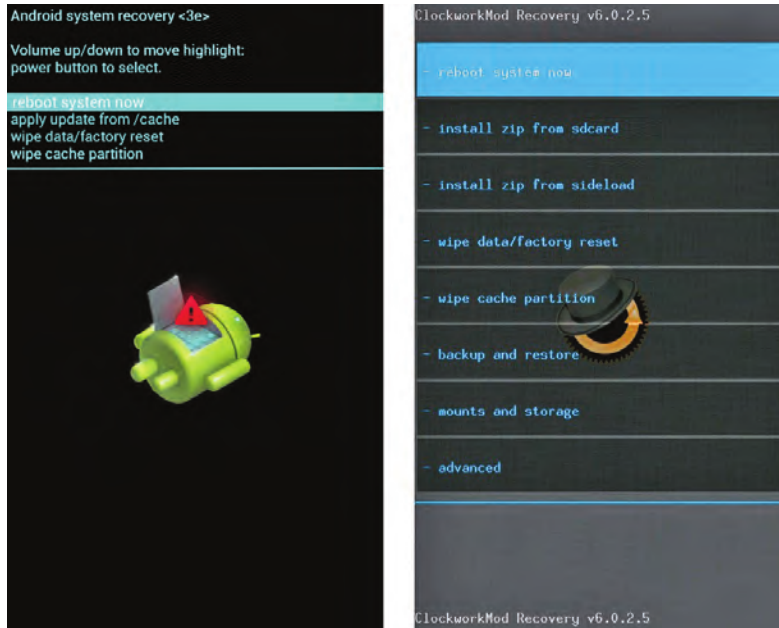 Android system recovery <3e>
Volume up/down to move highlight:
power button to select.
reboot system now
apply update from /cache
wipe data/factory reset
wipe cache partition
ClockworkMod Recovery v6.0.2.5
- reboot system now
- install zip from sdcard
- install zip from sideload
- wipe data/factory reset
- wipe cache partition
- backup and restore
- mounts and storage
- advanced
ClockworkMod Recovery v6.0.2.5